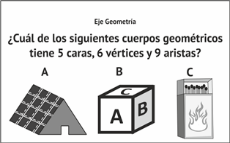 Eje Geometría
¿Cuál de los siguientes cuerpos geométricos
tiene 5 caras, 6 vértices y 9 aristas?
A B C
C
A B